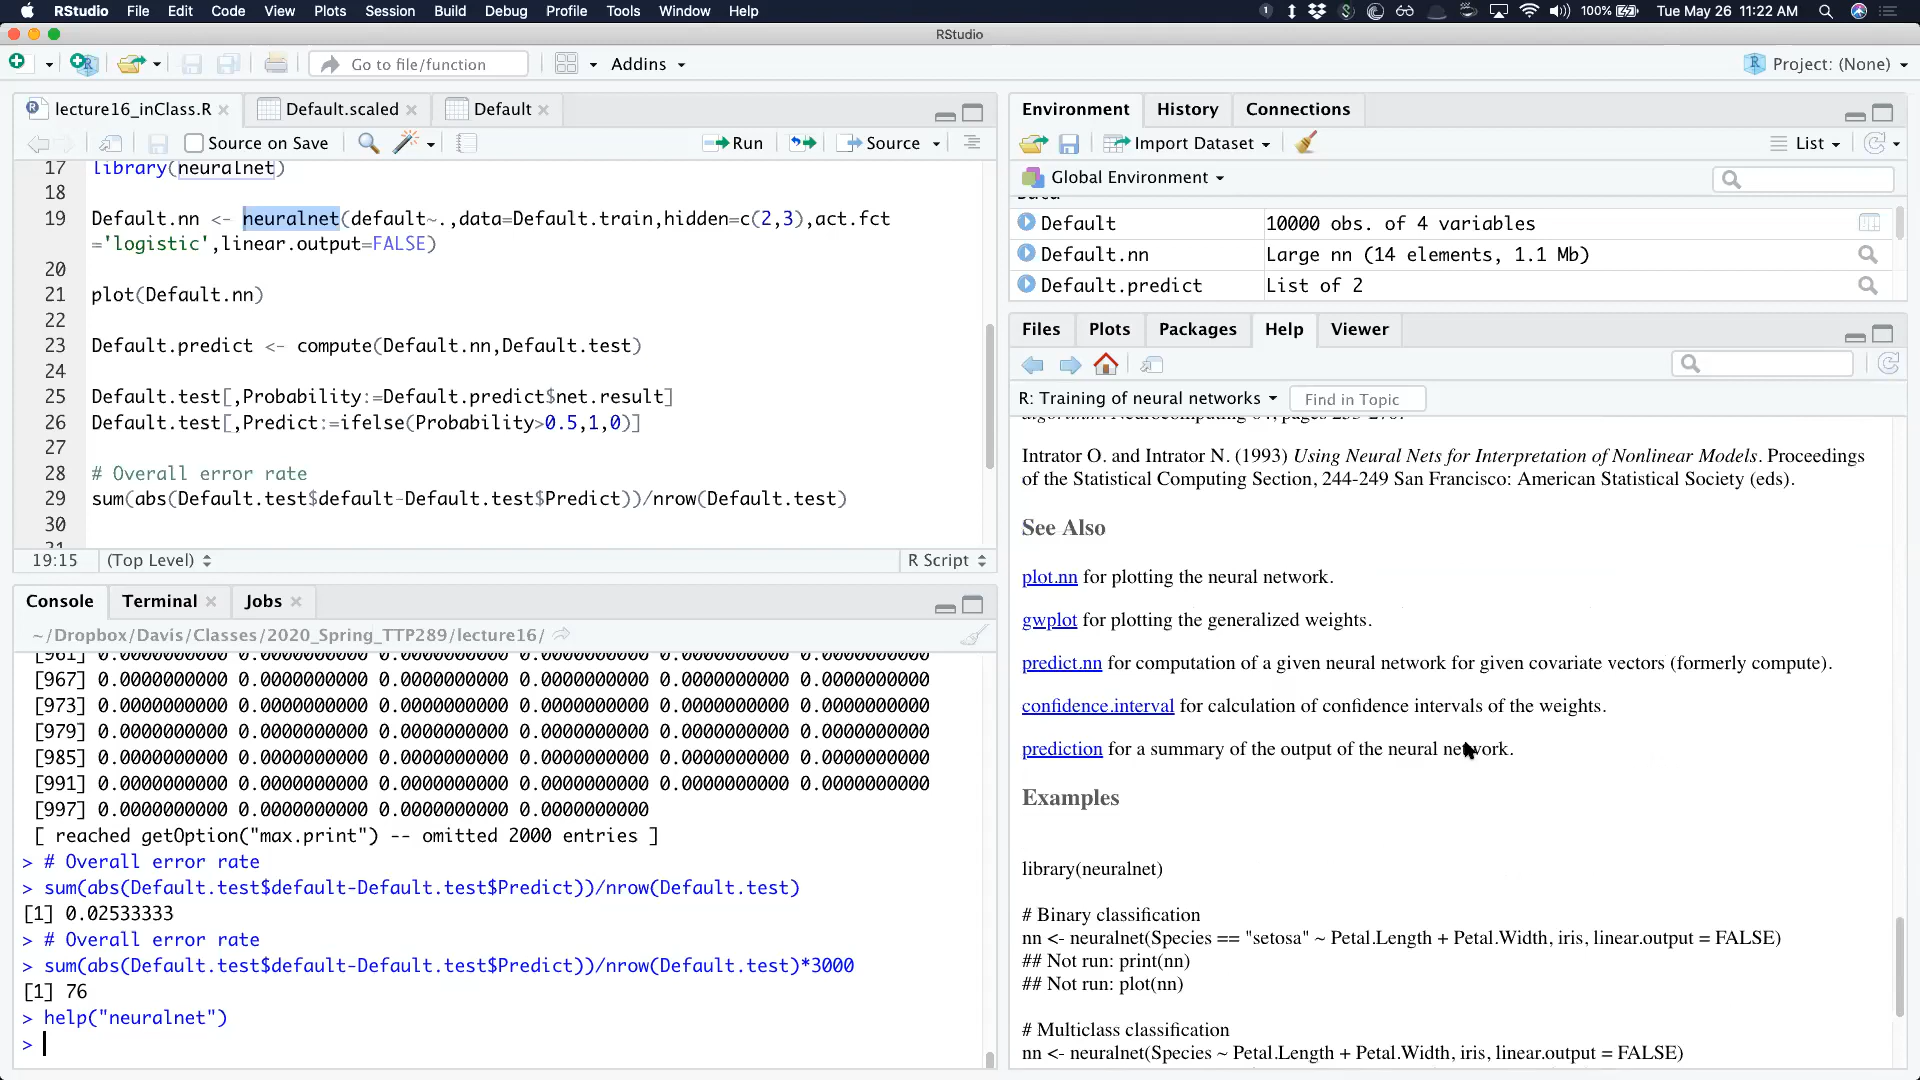 RStudio File Edit Code View Plots Session Build Debug Profile Tools Window Help
100% Tue May 26 11:22 AM
RStudio
Go to file/function
Addins
Project: (None)
lecture16_inClass.R
Default.scaled
Default
Source on Save
Run
Source
17 library(neuralnet)
18
19 Default.nn <- neuralnet(default~.,data=Default.train,hidden=c(2,3),act.fct
='logistic',linear.output=FALSE)
20
21 plot(Default.nn)
22
23 Default.predict <- compute(Default.nn,Default.test)
24
25 Default.test[,Probability:=Default.predict$net.result]
26 Default.test[,Predict:=ifelse(Probability>0.5,1,0)]
27
28 # Overall error rate
29 sum(abs(Default.test$default-Default.test$Predict))/nrow(Default.test)
30
31
19:15 (Top Level) R Script
Console Terminal Jobs
~/Dropbox/Davis/Classes/2020_Spring_TTP289/lecture16/
[961] 0.0000000000 0.0000000000 0.0000000000 0.0000000000 0.0000000000 0.0000000000
[967] 0.0000000000 0.0000000000 0.0000000000 0.0000000000 0.0000000000 0.0000000000
[973] 0.0000000000 0.0000000000 0.0000000000 0.0000000000 0.0000000000 0.0000000000
[979] 0.0000000000 0.0000000000 0.0000000000 0.0000000000 0.0000000000 0.0000000000
[985] 0.0000000000 0.0000000000 0.0000000000 0.0000000000 0.0000000000 0.0000000000
[991] 0.0000000000 0.0000000000 0.0000000000 0.0000000000 0.0000000000 0.0000000000
[997] 0.0000000000 0.0000000000 0.0000000000 0.0000000000
[ reached getOption("max.print") -- omitted 2000 entries ]
> # Overall error rate
> sum(abs(Default.test$default-Default.test$Predict))/nrow(Default.test)
[1] 0.02533333
> # Overall error rate
> sum(abs(Default.test$default-Default.test$Predict))/nrow(Default.test)*3000
[1] 76
> help("neuralnet")
>
Environment History Connections
Import Dataset
List
Global Environment
Data
Default 10000 obs. of 4 variables
Default.nn Large nn (14 elements, 1.1 Mb)
Default.predict List of 2
Files Plots Packages Help Viewer
R: Training of neural networks
Find in Topic
Intrator O. and Intrator N. (1993) Using Neural Nets for Interpretation of Nonlinear Models. Proceedings
of the Statistical Computing Section, 244-249 San Francisco: American Statistical Society (eds).
See Also
plot.nn for plotting the neural network.
gwplot for plotting the generalized weights.
predict.nn for computation of a given neural network for given covariate vectors (formerly compute).
confidence.interval for calculation of confidence intervals of the weights.
prediction for a summary of the output of the neural network.
Examples
library(neuralnet)
# Binary classification
nn <- neuralnet(Species == "setosa" ~ Petal.Length + Petal.Width, iris, linear.output = FALSE)
## Not run: print(nn)
## Not run: plot(nn)
# Multiclass classification
nn <- neuralnet(Species ~ Petal.Length + Petal.Width, iris, linear.output = FALSE)